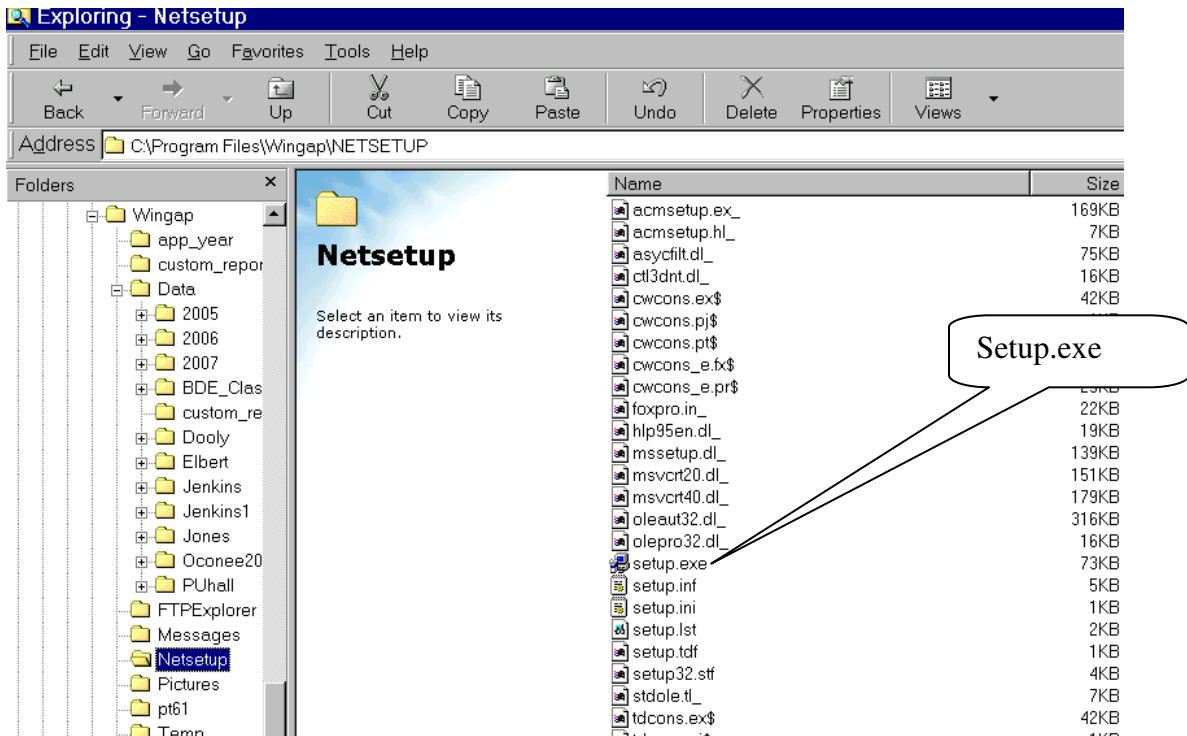 Exploring - Netsetup
File Edit View Go Favorites Tools Help
Back Forward Up Cut Copy Paste Undo Delete Properties Views
Address C:\Program Files\Wingap\NETSETUP
Folders
Wingap
app_year
custom_repor
Data
2005
2006
2007
BDE_Clas
custom_re
Dooly
Elbert
Jenkins
Jenkins1
Jones
Oconee20
PUhall
FTPExplorer
Messages
Netsetup
Pictures
pt61
Temp
Netsetup
Select an item to view its
description.
Name Size
acmsetup.ex_ 169KB
acmsetup.hl_ 7KB
asycfilt.dl_ 75KB
ctl3dnt.dl_ 16KB
cwcons.ex$ 42KB
cwcons.pj$
cwcons.pt$
cwcons_e.fx$
cwcons_e.pr$
foxpro.in_ 22KB
hlp95en.dl_ 19KB
mssetup.dl_ 139KB
msvcrt20.dl_ 151KB
msvcrt40.dl_ 179KB
oleaut32.dl_ 316KB
olepro32.dl_ 16KB
setup.exe 73KB
setup.inf 5KB
setup.ini 1KB
setup.lst 2KB
setup.tdf 1KB
setup32.stf 4KB
stdole.tl_ 7KB
tdcons.ex$ 42KB
Setup.exe